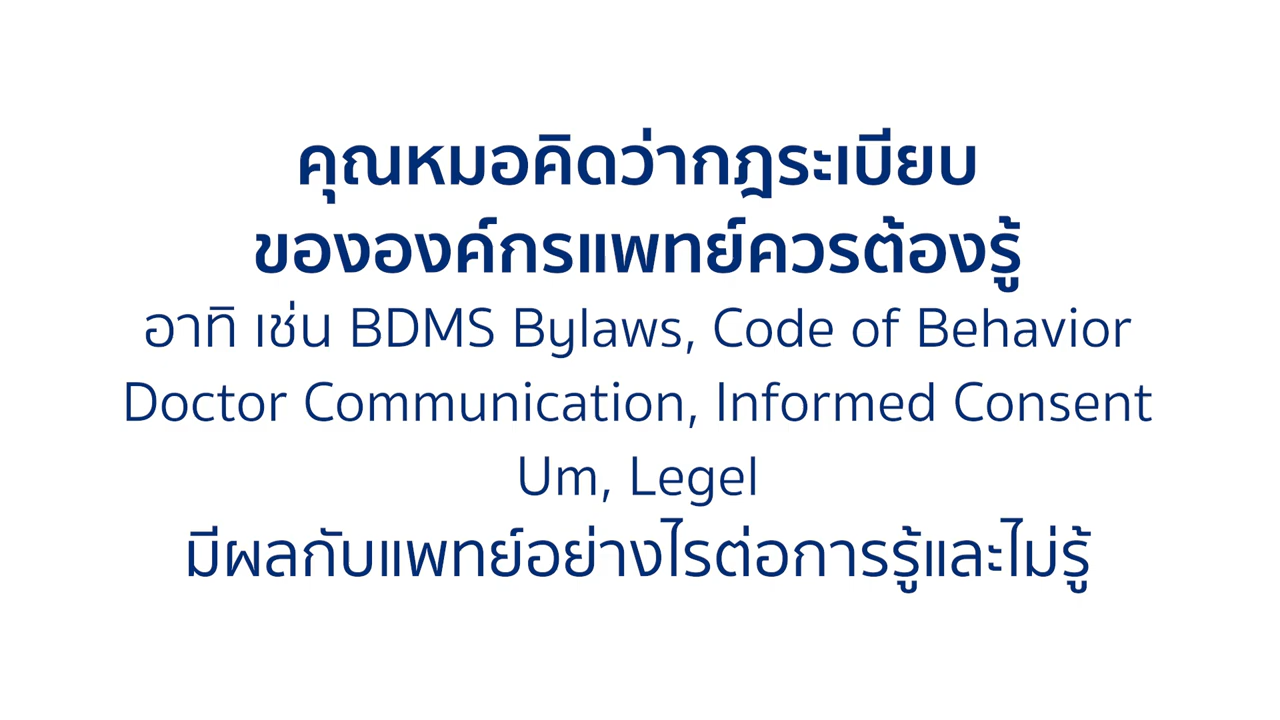 คุณหมอคิดว่ากฎระเบียบ
ขององค์กรแพทย์ควรต้องรู้
อาทิ เช่น BDMS Bylaws, Code of Behavior
Doctor Communication, Informed Consent
Um, Legel
มีผลกับแพทย์อย่างไรต่อการรู้และไม่รู้